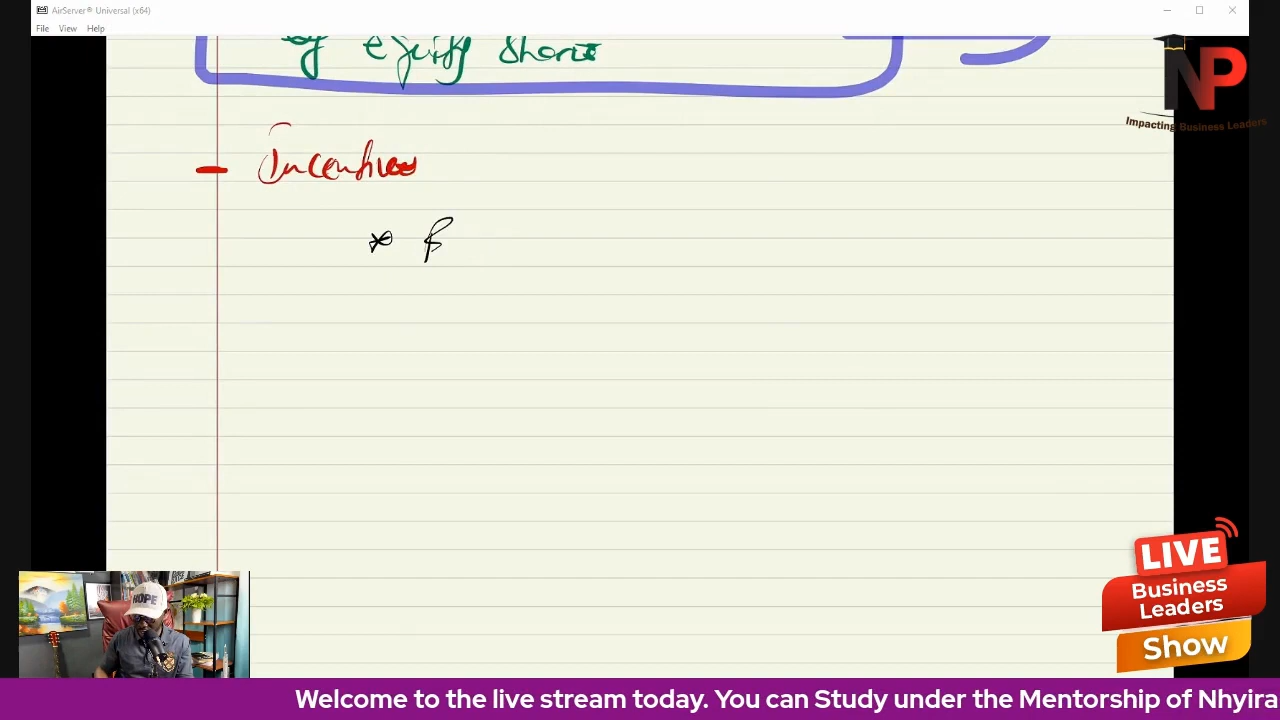 AirServer® Universal (x64)
File View Help
of equity shares
NP
Impacting Business Leaders
- Incentives
*
HOPE
LIVE
Business
Leaders
Show
Welcome to the live stream today. You can Study under the Mentorship of Nhyira